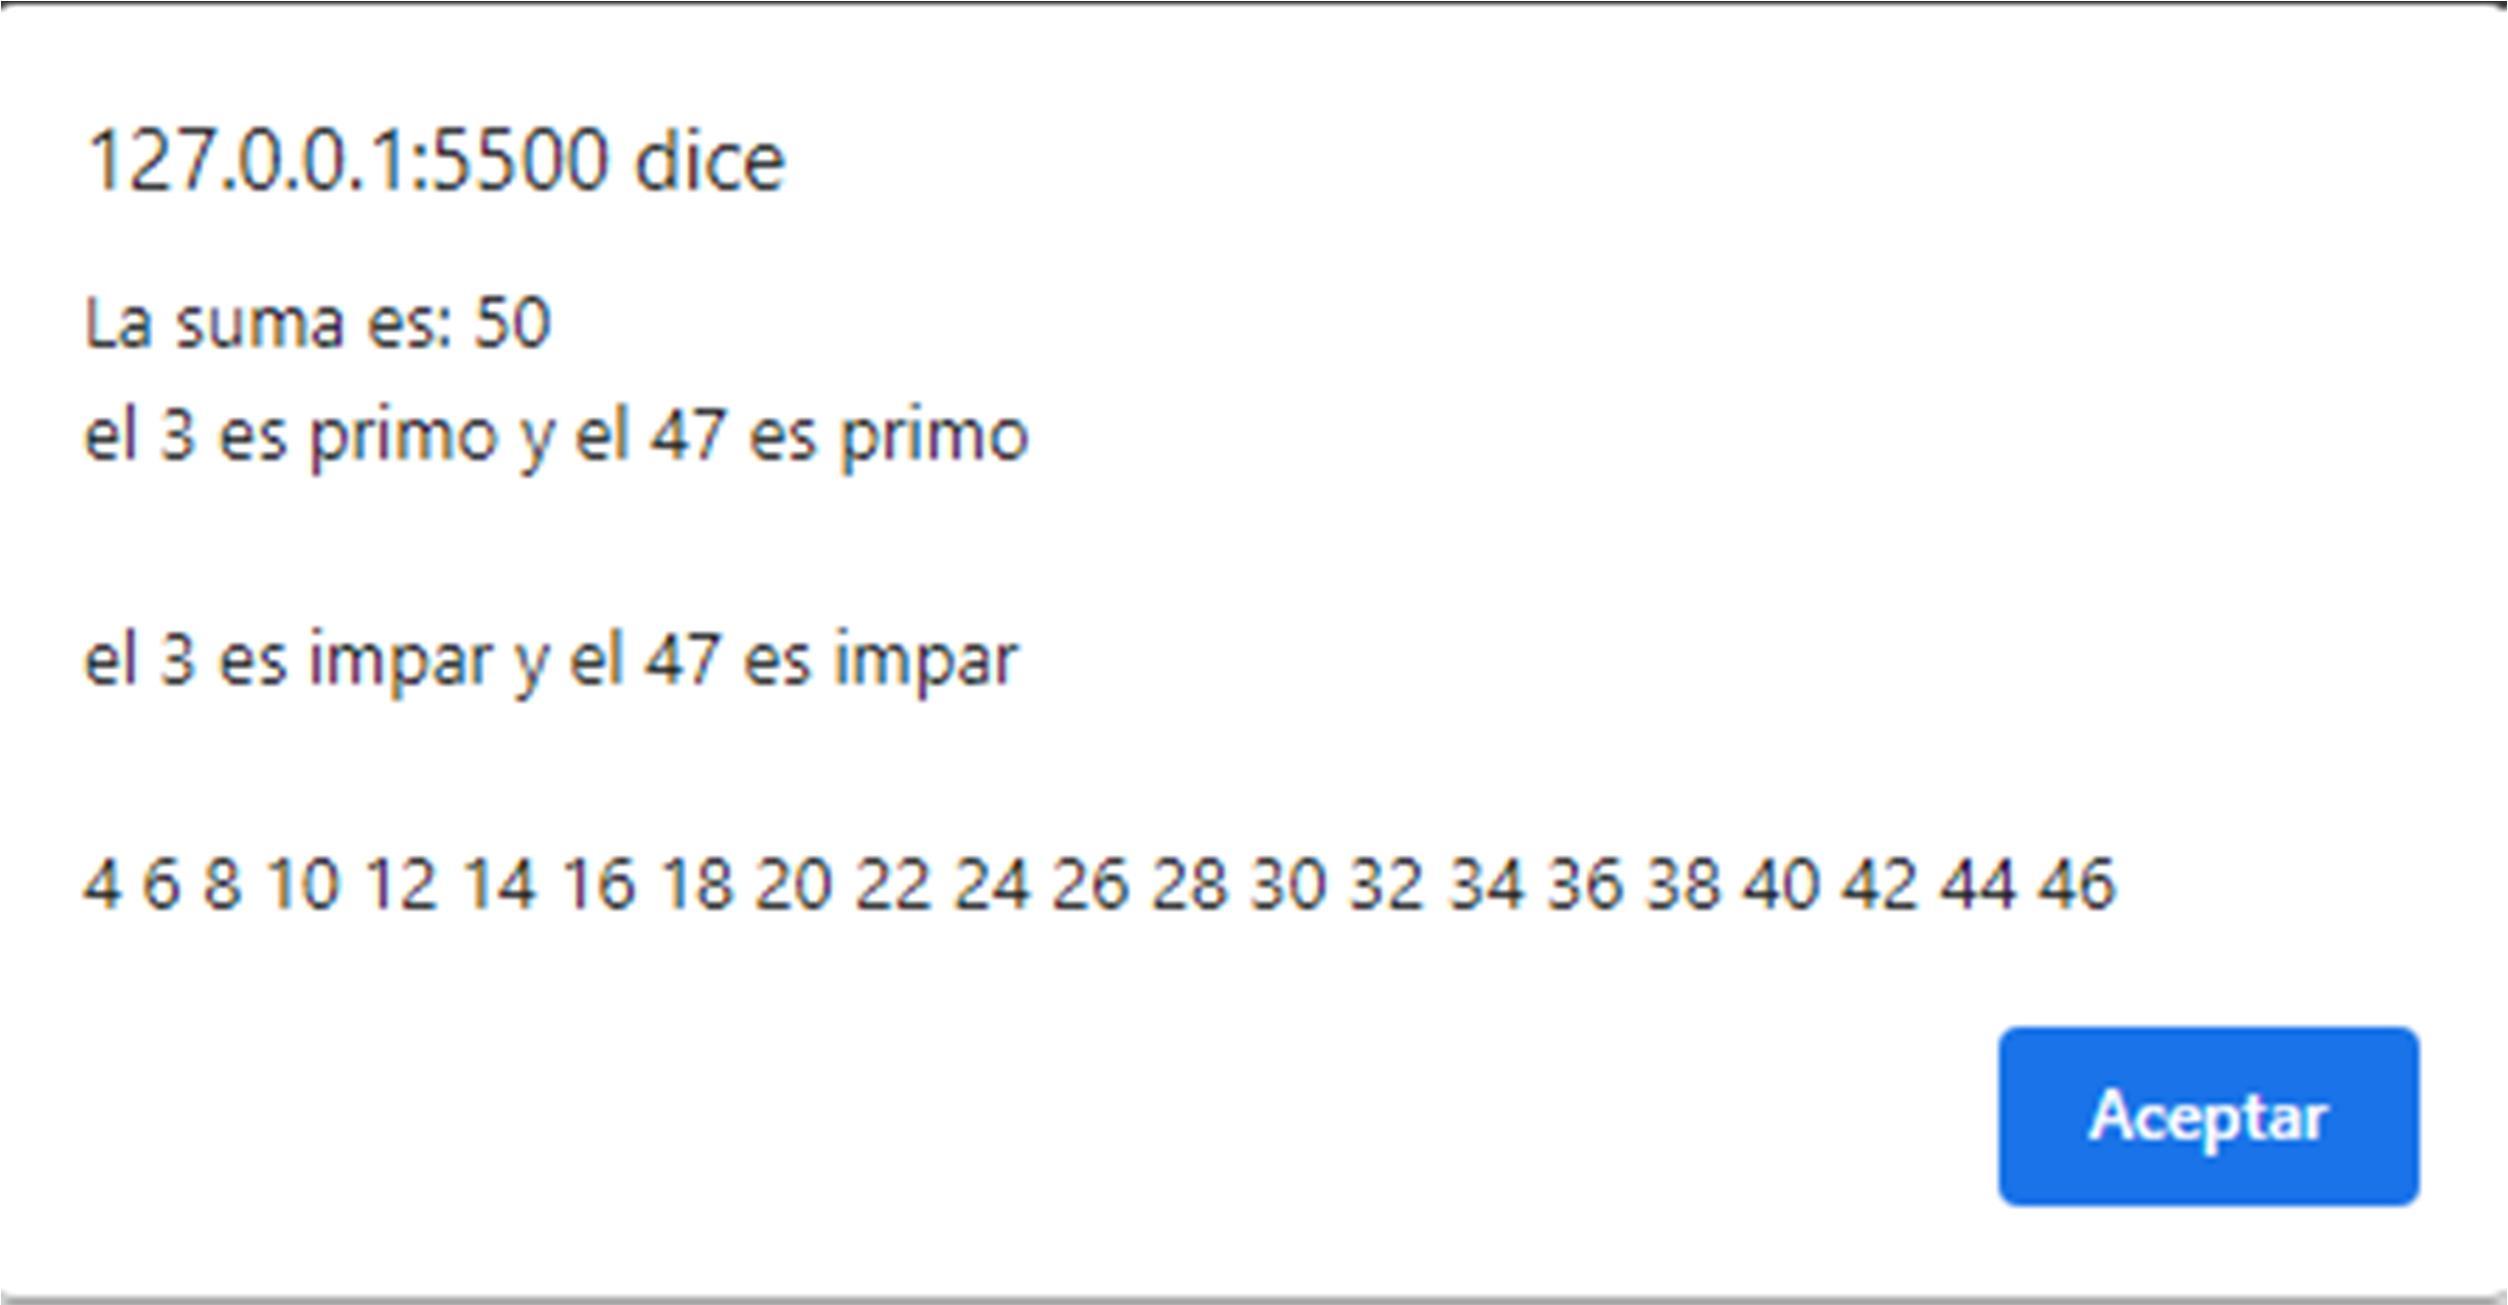 127.0.0.1:5500 dice
La suma es: 50
el 3 es primo y el 47 es primo
el 3 es impar y el 47 es impar
4 6 8 10 12 14 16 18 20 22 24 26 28 30 32 34 36 38 40 42 44 46
Aceptar